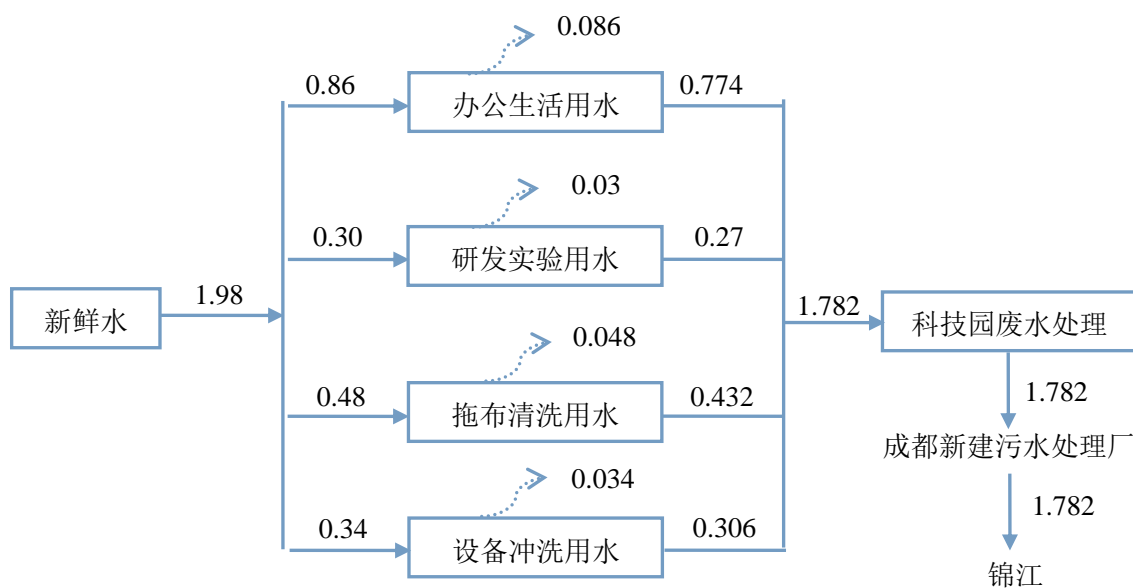 0.086
0.86
办公生活用水
0.774
0.03
0.30
研发实验用水
0.27
新鲜水
1.98
1.782
科技园废水处理
0.048
0.48
拖布清洗用水
0.432
1.782
成都新建污水处理厂
0.034
0.34
设备冲洗用水
0.306
1.782
锦江